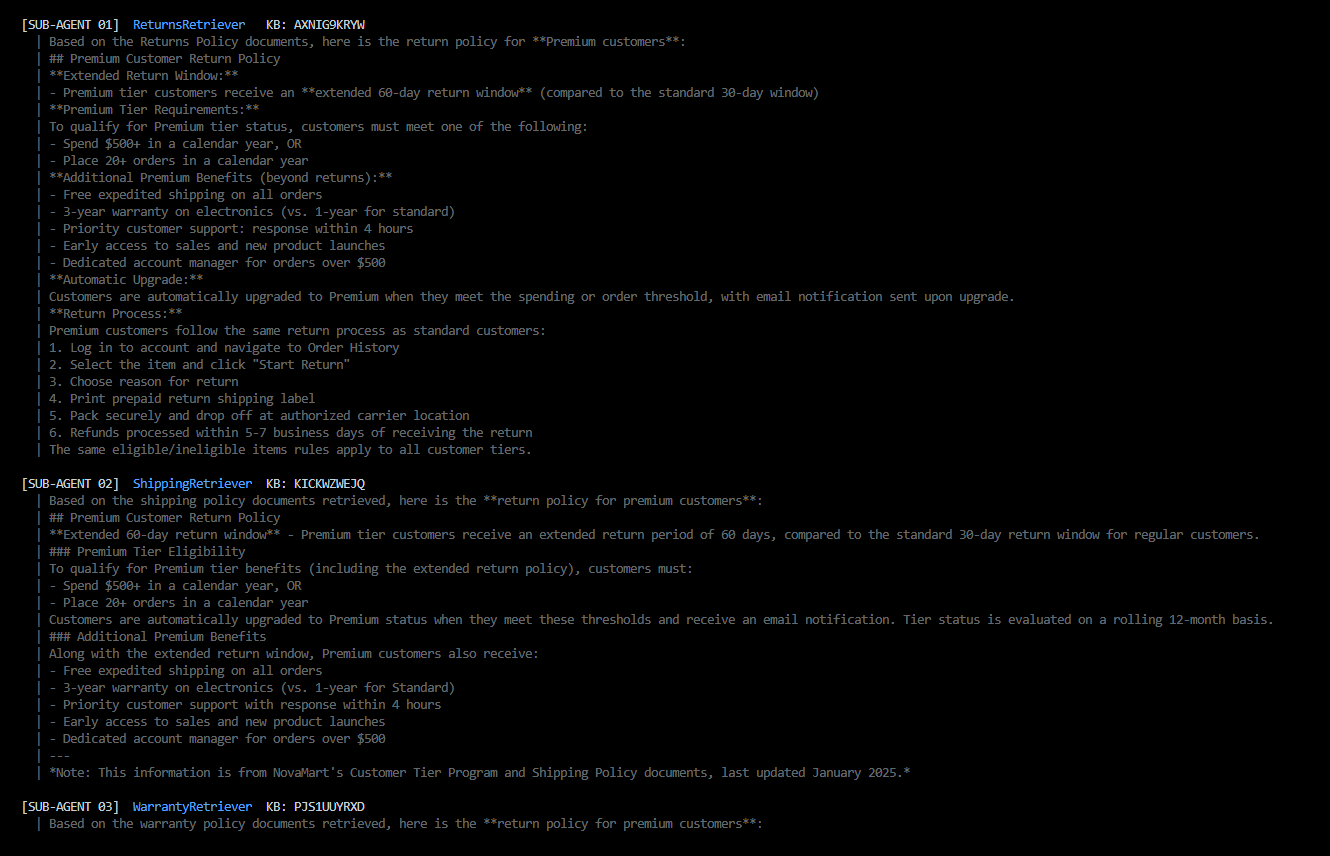 [SUB-AGENT 01] ReturnsRetriever KB: AXNIG9KRYW
| Based on the Returns Policy documents, here is the return policy for **Premium customers**:
| ## Premium Customer Return Policy
| **Extended Return Window:**
| - Premium tier customers receive an **extended 60-day return window** (compared to the standard 30-day window)
| **Premium Tier Requirements:**
| To qualify for Premium tier status, customers must meet one of the following:
| - Spend $500+ in a calendar year, OR
| - Place 20+ orders in a calendar year
| **Additional Premium Benefits (beyond returns):**
| - Free expedited shipping on all orders
| - 3-year warranty on electronics (vs. 1-year for standard)
| - Priority customer support: response within 4 hours
| - Early access to sales and new product launches
| - Dedicated account manager for orders over $500
| **Automatic Upgrade:**
| Customers are automatically upgraded to Premium when they meet the spending or order threshold, with email notification sent upon upgrade.
| **Return Process:**
| Premium customers follow the same return process as standard customers:
| 1. Log in to account and navigate to Order History
| 2. Select the item and click "Start Return"
| 3. Choose reason for return
| 4. Print prepaid return shipping label
| 5. Pack securely and drop off at authorized carrier location
| 6. Refunds processed within 5-7 business days of receiving the return
| The same eligible/ineligible items rules apply to all customer tiers.
[SUB-AGENT 02] ShippingRetriever KB: KICKWZWEJQ
| Based on the shipping policy documents retrieved, here is the **return policy for premium customers**:
| ## Premium Customer Return Policy
| **Extended 60-day return window** - Premium tier customers receive an extended return period of 60 days, compared to the standard 30-day return window for regular customers.
| ### Premium Tier Eligibility
| To qualify for Premium tier benefits (including the extended return policy), customers must:
| - Spend $500+ in a calendar year, OR
| - Place 20+ orders in a calendar year
| Customers are automatically upgraded to Premium status when they meet these thresholds and receive an email notification. Tier status is evaluated on a rolling 12-month basis.
| ### Additional Premium Benefits
| Along with the extended return window, Premium customers also receive:
| - Free expedited shipping on all orders
| - 3-year warranty on electronics (vs. 1-year for Standard)
| - Priority customer support with response within 4 hours
| - Early access to sales and new product launches
| - Dedicated account manager for orders over $500
| ---
| *Note: This information is from NovaMart's Customer Tier Program and Shipping Policy documents, last updated January 2025.*
[SUB-AGENT 03] WarrantyRetriever KB: PJS1UUYRXD
| Based on the warranty policy documents retrieved, here is the **return policy for premium customers**: